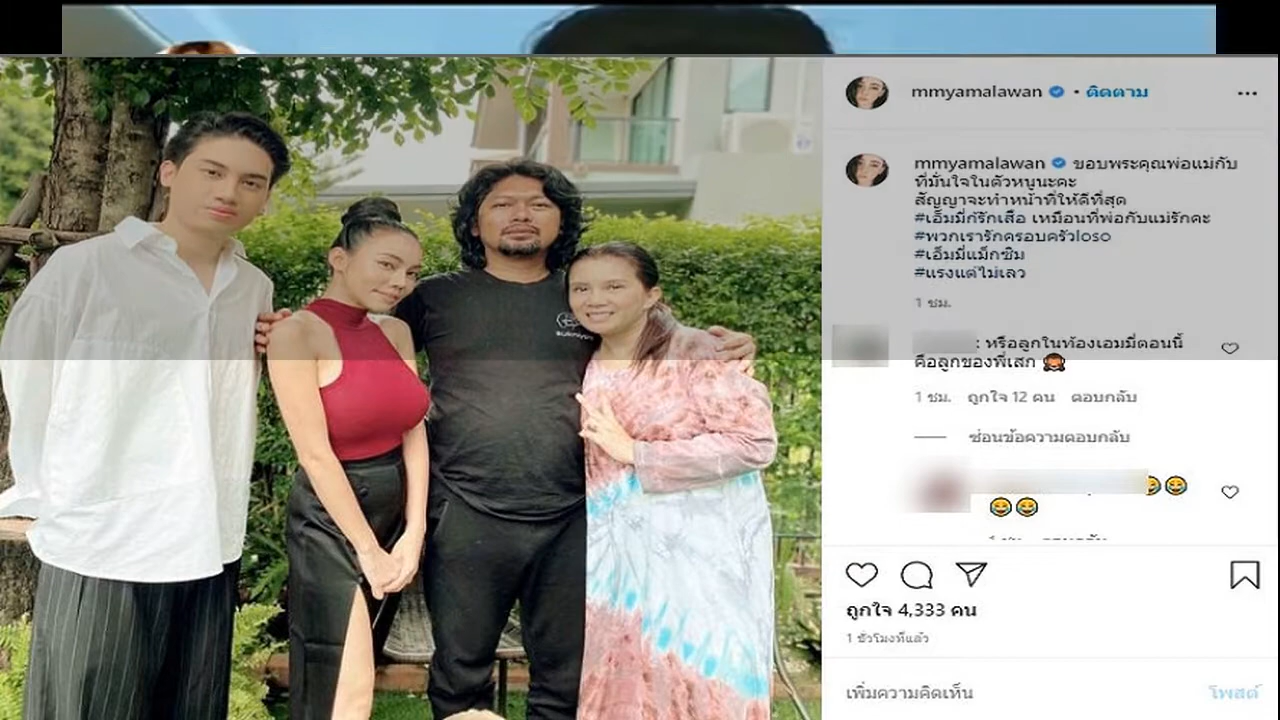 mmyamalawan • ติดตาม
mmyamalawan ขอบพระคุณพ่อแม่กับ
ที่มั่นใจในตัวหนูนะคะ
สัญญาจะทำหน้าที่ให้ดีที่สุด
#เอ็มมี่ก็รักเสือ เหมือนที่พ่อกับแม่รักคะ
#พวกเรารักครอบครัวloso
#เอ็มมี่แม็กซิม
#แรงแต่ไม่เลว
1 ชม.
: หรือลูกในท้องเอมมี่ตอนนี้
คือลูกของพี่เสก
1 ชม. ถูกใจ 12 คน ตอบกลับ
ซ่อนข้อความตอบกลับ
ถูกใจ 4,333 คน
1 ชั่วโมงที่แล้ว
เพิ่มความคิดเห็น
โพสต์